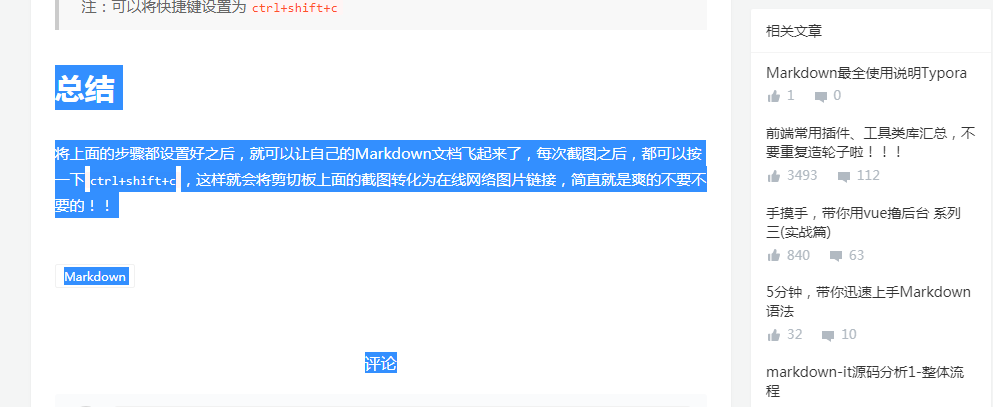 注：可以将快捷键设置为 ctrl+shift+c
总结
将上面的步骤都设置好之后，就可以让自己的Markdown文档飞起来了，每次截图之后，都可以按
一下 ctrl+shift+c ，这样就会将剪切板上面的截图转化为在线网络图片链接，简直就是爽的不要不
要的！！
Markdown
评论
相关文章
Markdown最全使用说明Typora
1 0
前端常用插件、工具类库汇总，不
要重复造轮子啦！！！
3493 112
手摸手，带你用vue撸后台 系列
三(实战篇)
840 63
5分钟，带你迅速上手Markdown
语法
32 10
markdown-it源码分析1-整体流
程